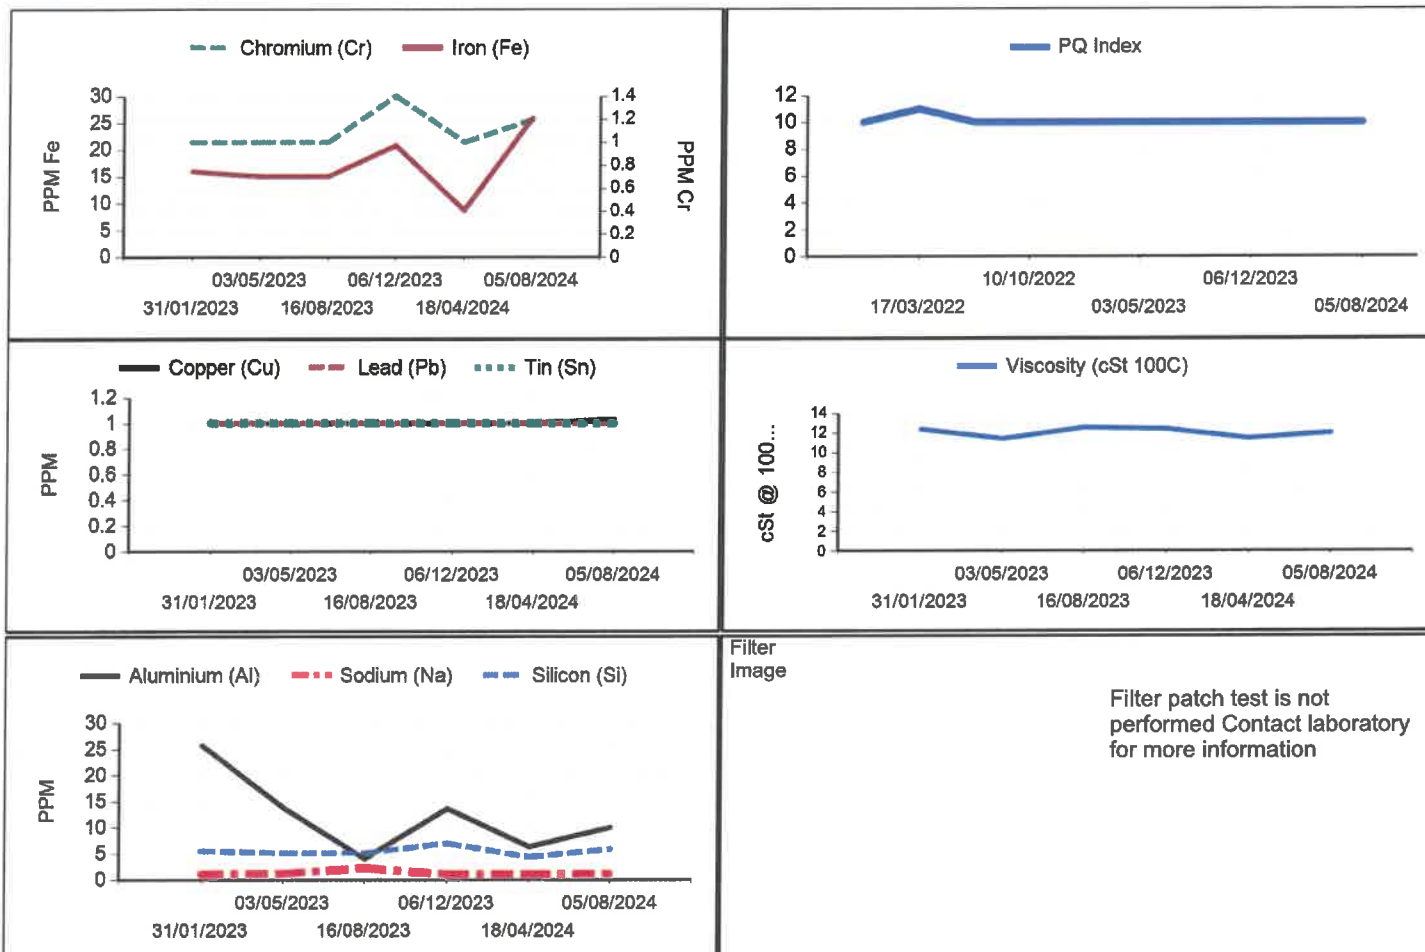 Chromium (Cr) Iron (Fe)
PPM Fe
30
25
20
15
10
5
0
1.4
1.2
1
0.8
0.6
0.4
0.2
0
PPM Cr
03/05/2023 06/12/2023 05/08/2024
31/01/2023 16/08/2023 18/04/2024
PQ Index
12
10
8
6
4
2
0
10/10/2022 06/12/2023
17/03/2022 03/05/2023 05/08/2024
Copper (Cu) Lead (Pb) Tin (Sn)
PPM
1.2
1
0.8
0.6
0.4
0.2
0
03/05/2023 06/12/2023 05/08/2024
31/01/2023 16/08/2023 18/04/2024
Viscosity (cSt 100C)
cSt @ 100...
14
12
10
8
6
4
2
0
03/05/2023 06/12/2023 05/08/2024
31/01/2023 16/08/2023 18/04/2024
Aluminium (Al) Sodium (Na) Silicon (Si)
PPM
30
25
20
15
10
5
0
03/05/2023 06/12/2023 05/08/2024
31/01/2023 16/08/2023 18/04/2024
Filter
Image
Filter patch test is not
performed Contact laboratory
for more information